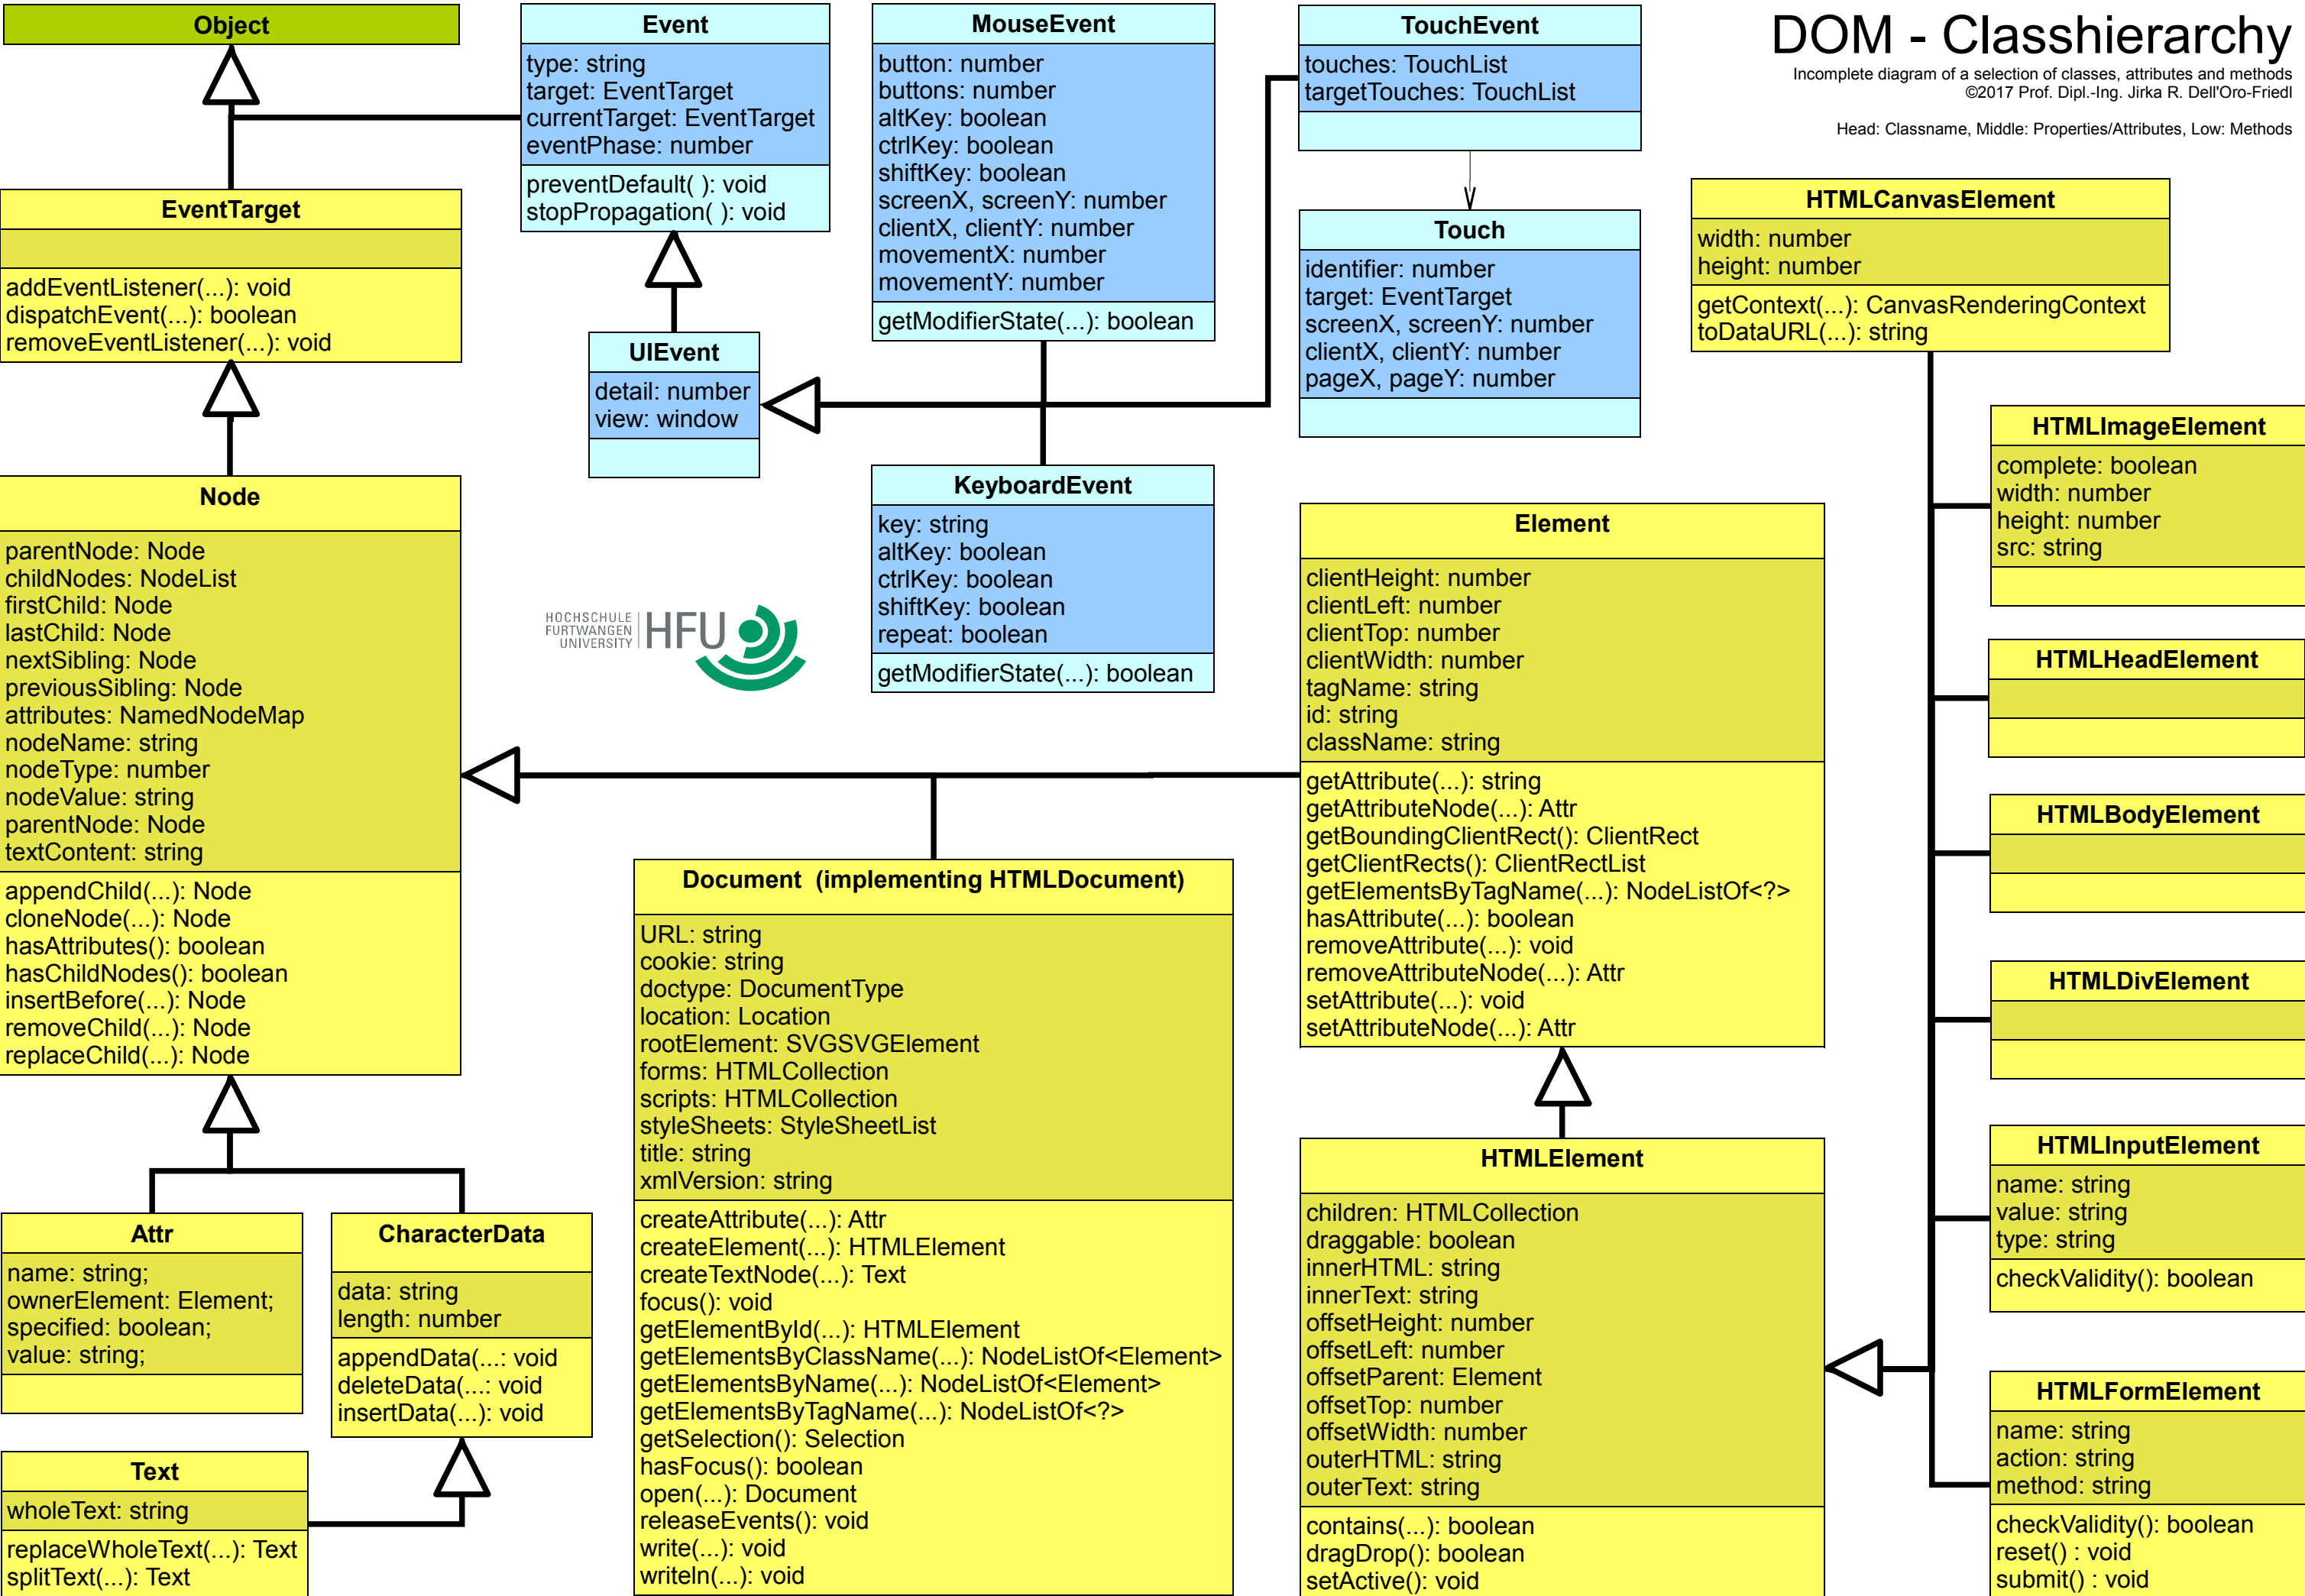 DOM - Classhierarchy
Incomplete diagram of a selection of classes, attributes and methods
©2017 Prof. Dipl.-Ing. Jirka R. Dell'Oro-Friedl
Head: Classname, Middle: Properties/Attributes, Low: Methods
Object
Event
type: string
target: EventTarget
currentTarget: EventTarget
eventPhase: number
preventDefault( ): void
stopPropagation( ): void
MouseEvent
button: number
buttons: number
altKey: boolean
ctrlKey: boolean
shiftKey: boolean
screenX, screenY: number
clientX, clientY: number
movementX: number
movementY: number
getModifierState(...): boolean
TouchEvent
touches: TouchList
targetTouches: TouchList
Touch
identifier: number
target: EventTarget
screenX, screenY: number
clientX, clientY: number
pageX, pageY: number
EventTarget
addEventListener(...): void
dispatchEvent(...): boolean
removeEventListener(...): void
UIEvent
detail: number
view: window
KeyboardEvent
key: string
altKey: boolean
ctrlKey: boolean
shiftKey: boolean
repeat: boolean
getModifierState(...): boolean
HOCHSCHULE
FURTWANGEN
UNIVERSITY
HFU
Node
parentNode: Node
childNodes: NodeList
firstChild: Node
lastChild: Node
nextSibling: Node
previousSibling: Node
attributes: NamedNodeMap
nodeName: string
nodeType: number
nodeValue: string
parentNode: Node
textContent: string
appendChild(...): Node
cloneNode(...): Node
hasAttributes(): boolean
hasChildNodes(): boolean
insertBefore(...): Node
removeChild(...): Node
replaceChild(...): Node
Attr
name: string;
ownerElement: Element;
specified: boolean;
value: string;
CharacterData
data: string
length: number
appendData(...: void
deleteData(...: void
insertData(...): void
Text
wholeText: string
replaceWholeText(...): Text
splitText(...): Text
Document  (implementing HTMLDocument)
URL: string
cookie: string
doctype: DocumentType
location: Location
rootElement: SVGSVGElement
forms: HTMLCollection
scripts: HTMLCollection
styleSheets: StyleSheetList
title: string
xmlVersion: string
createAttribute(...): Attr
createElement(...): HTMLElement
createTextNode(...): Text
focus(): void
getElementById(...): HTMLElement
getElementsByClassName(...): NodeListOf<Element>
getElementsByName(...): NodeListOf<Element>
getElementsByTagName(...): NodeListOf<?>
getSelection(): Selection
hasFocus(): boolean
open(...): Document
releaseEvents(): void
write(...): void
writeln(...): void
Element
clientHeight: number
clientLeft: number
clientTop: number
clientWidth: number
tagName: string
id: string
className: string
getAttribute(...): string
getAttributeNode(...): Attr
getBoundingClientRect(): ClientRect
getClientRects(): ClientRectList
getElementsByTagName(...): NodeListOf<?>
hasAttribute(...): boolean
removeAttribute(...): void
removeAttributeNode(...): Attr
setAttribute(...): void
setAttributeNode(...): Attr
HTMLElement
children: HTMLCollection
draggable: boolean
innerHTML: string
innerText: string
offsetHeight: number
offsetLeft: number
offsetParent: Element
offsetTop: number
offsetWidth: number
outerHTML: string
outerText: string
contains(...): boolean
dragDrop(): boolean
setActive(): void
HTMLCanvasElement
width: number
height: number
getContext(...): CanvasRenderingContext
toDataURL(...): string
HTMLImageElement
complete: boolean
width: number
height: number
src: string
HTMLHeadElement
HTMLBodyElement
HTMLDivElement
HTMLInputElement
name: string
value: string
type: string
checkValidity(): boolean
HTMLFormElement
name: string
action: string
method: string
checkValidity(): boolean
reset() : void
submit() : void